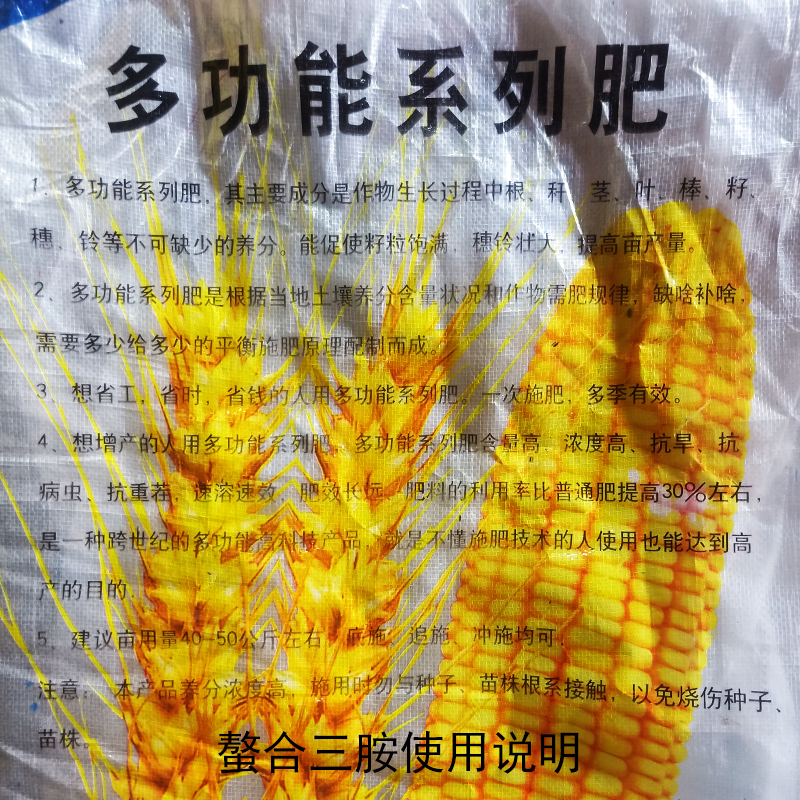 多功能系列肥
1、多功能系列肥，其主要成分是作物生长过程中根、秆、茎、叶、棒、籽、
穗、铃等不可缺少的养分。能促使籽粒饱满、穗铃壮大、提高亩产量。
2、多功能系列肥是根据当地土壤养分含量状况和作物需肥规律，缺啥补啥，
需要多少给多少的平衡施肥原理配制而成。
3、想省工，省时，省钱的人用多功能系列肥。一次施肥，多季有效。
4、想增产的人用多功能系列肥。多功能系列肥含量高、浓度高、抗旱、抗
病虫、抗重茬，速溶速效，肥效长远，肥料的利用率比普通肥提高30%左右，
是一种跨世纪的多功能高科技产品，就是不懂施肥技术的人使用也能达到高
产的目的。
5、建议亩用量40-50公斤左右，底施、追施、冲施均可。
注意：本产品养分浓度高，施用时勿与种子、苗株根系接触，以免烧伤种子、
苗株。
螯合三胺使用说明